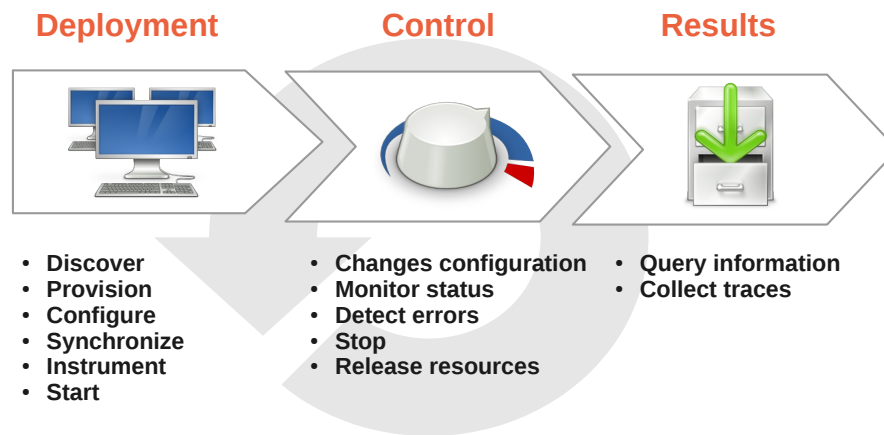 Deployment
Control
Results
• Discover
• Provision
• Configure
• Synchronize
• Instrument
• Start
• Changes configuration
• Monitor status
• Detect errors
• Stop
• Release resources
• Query information
• Collect traces